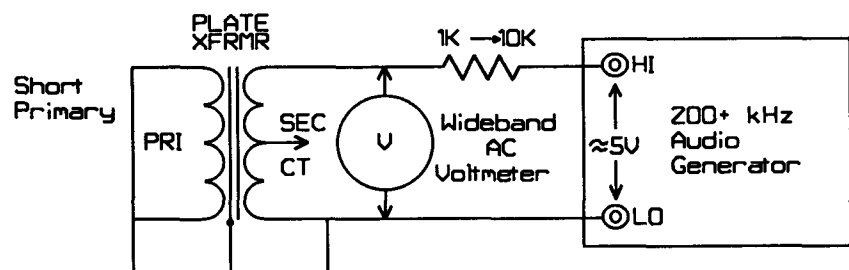 PLATE
XFRMR
1K → 10K
HI
Short
Primary
PRI
SEC
CT
V
Wideband
AC
Voltmeter
≈5V
200+ kHz
Audio
Generator
LO